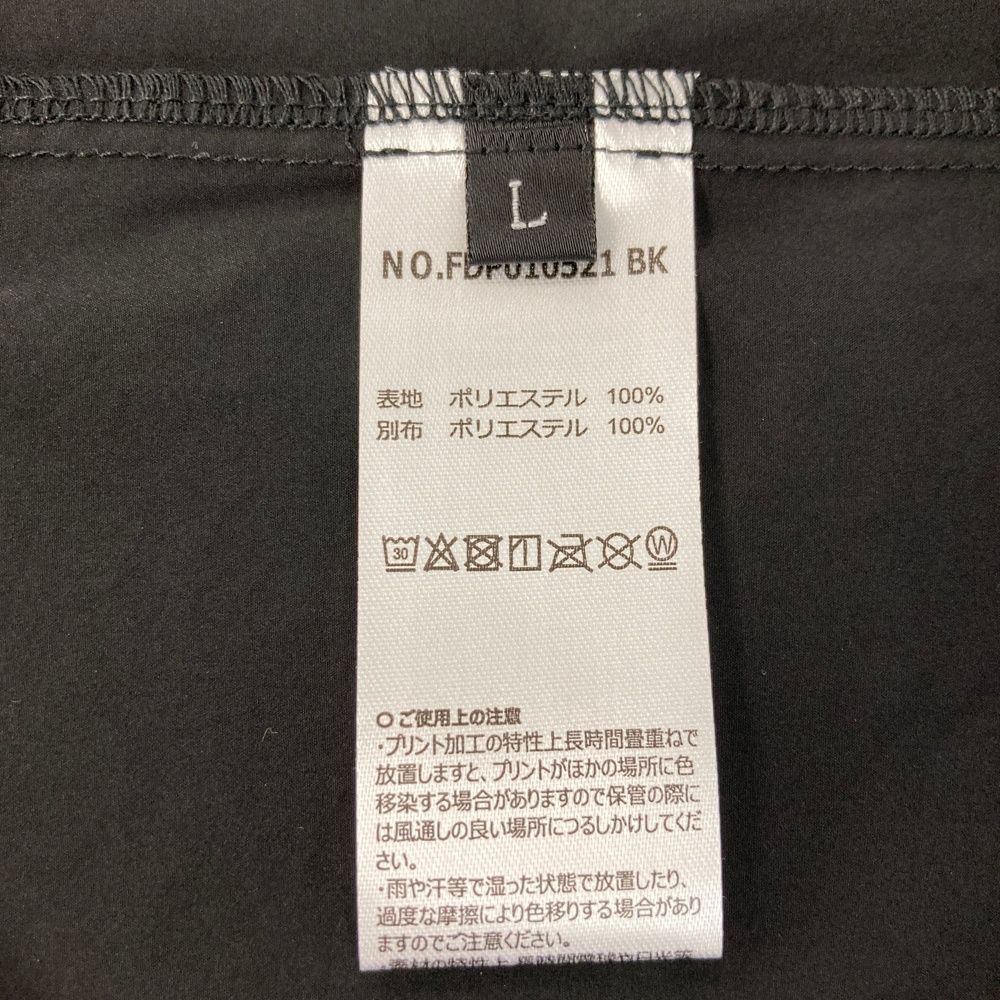 L
NO.FDP010521 BK
表地 ポリエステル 100%
別布 ポリエステル 100%
30
W
○ご使用上の注意
・プリント加工の特性上長時間畳重ねで
放置しますと、プリントがほかの場所に色
移染する場合がありますので保管の際に
は風通しの良い場所につるしかけしてくだ
さい。
・雨や汗等で湿った状態で放置したり、
過度な摩擦により色移りする場合があり
ますのでご注意ください。